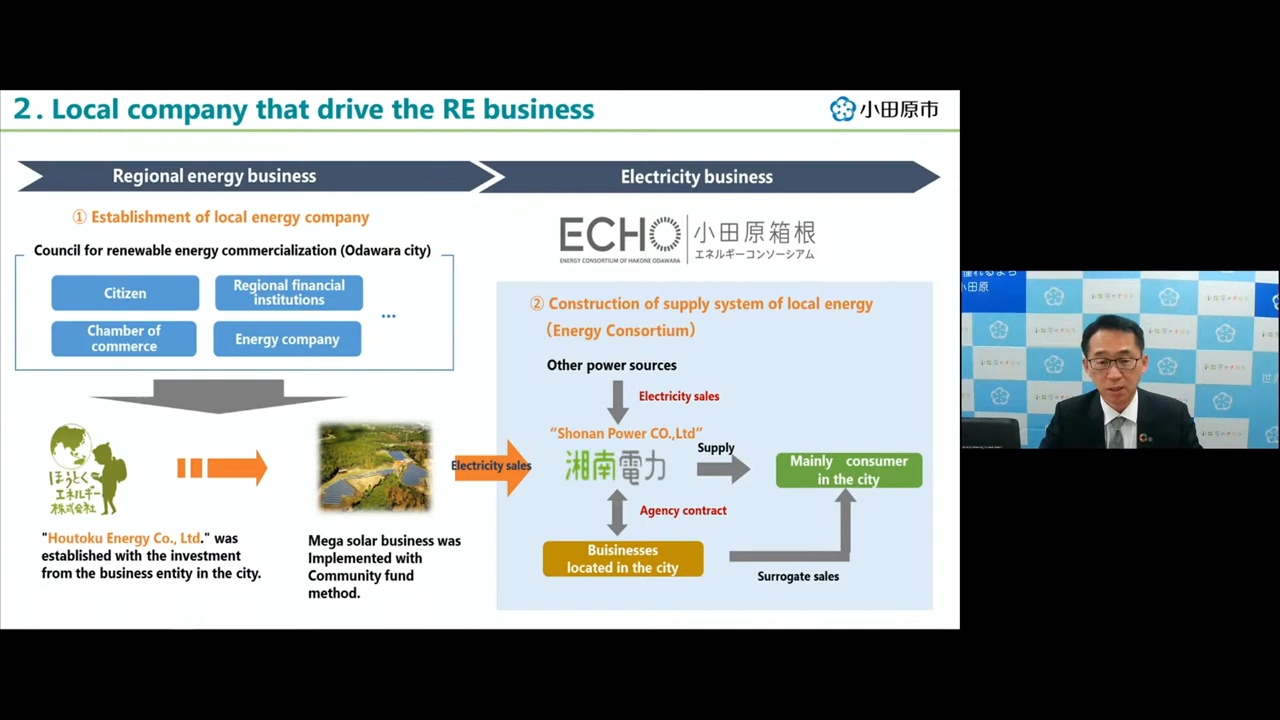 2. Local company that drive the RE business
小田原市
Regional energy business
Electricity business
① Establishment of local energy company
Council for renewable energy commercialization (Odawara city)
Citizen
Regional financial
institutions
Chamber of
commerce
Energy company
...
ほうとく
エネルギー
株式会社
"Houtoku Energy Co., Ltd." was
established with the investment
from the business entity in the city.
Mega solar business was
Implemented with
Community fund
method.
Electricity sales
ECHO
ENERGY CONSORTIUM OF HAKONE ODAWARA
小田原箱根
エネルギーコンソーシアム
② Construction of supply system of local energy
(Energy Consortium)
Other power sources
Electricity sales
“Shonan Power CO.,Ltd”
湘南電力
Supply
Mainly consumer
in the city
Agency contract
Buisinesses
located in the city
Surrogate sales
小田原